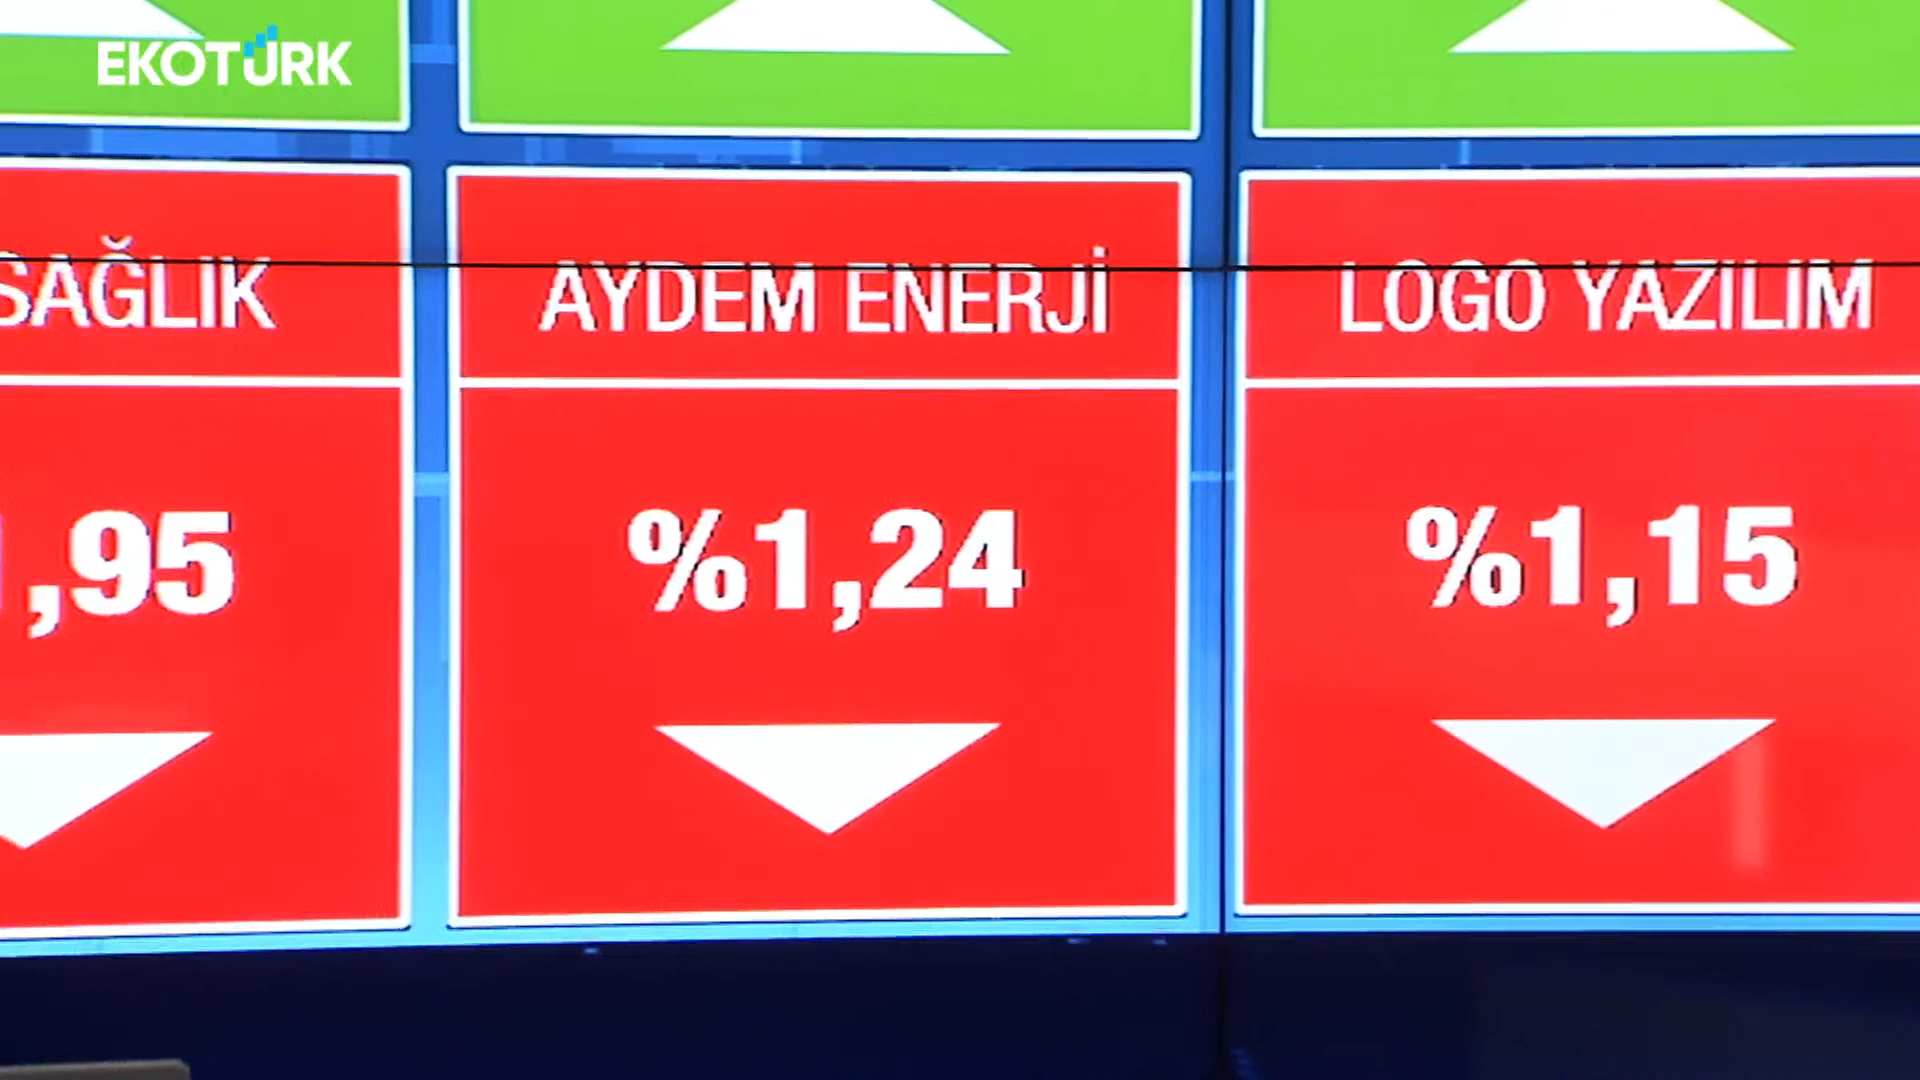 EKOTÜRK
SAĞLIK
AYDEM ENERJİ
LOGO YAZILIM
,95
%1,24
%1,15